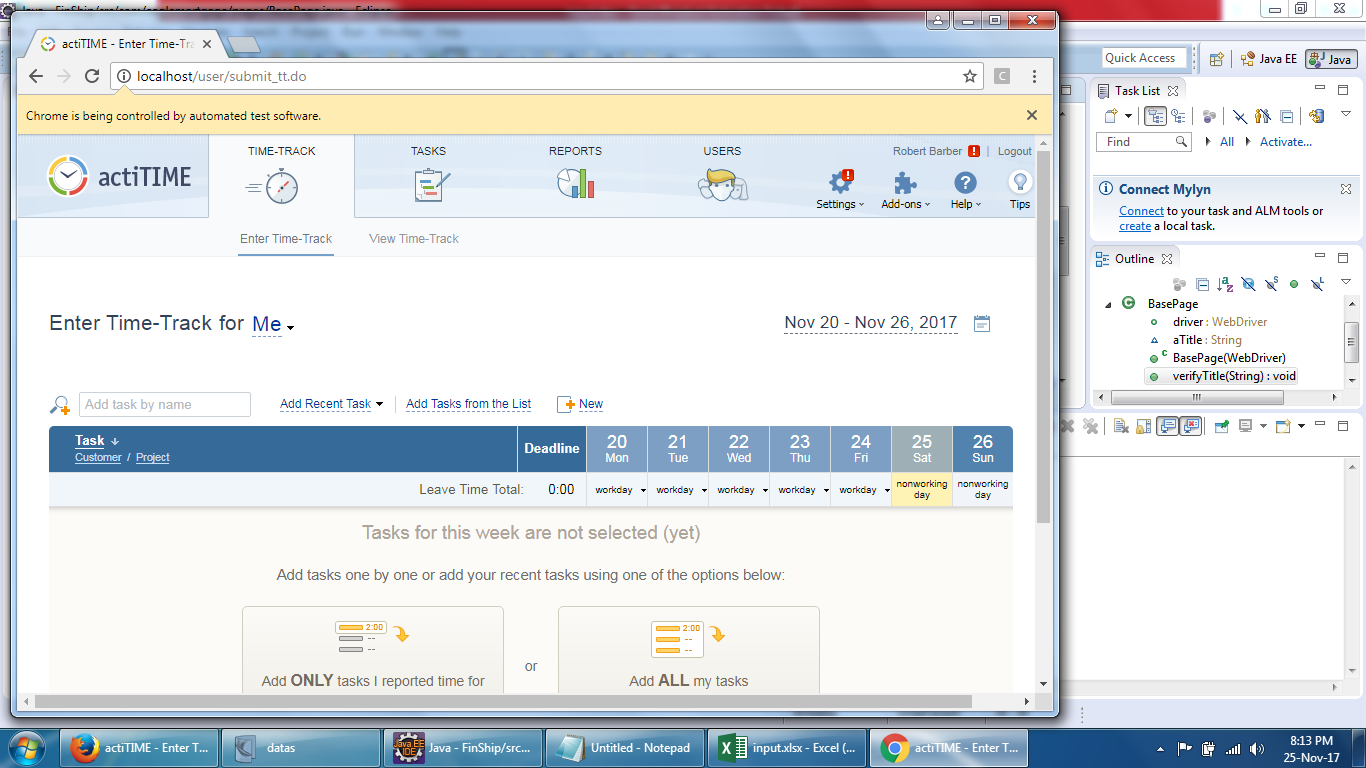 Java - FinShip/src/com/
actiTIME - Enter Time-Tra
localhost/user/submit_tt.do
C
Chrome is being controlled by automated test software.
actiTIME
TIME-TRACK
TASKS
REPORTS
USERS
Robert Barber ! | Logout
Settings
Add-ons
Help
Tips
Enter Time-Track
View Time-Track
Enter Time-Track for Me
Nov 20 - Nov 26, 2017
Add task by name
Add Recent Task
Add Tasks from the List
New
Task
Customer / Project
Deadline
20 Mon
21 Tue
22 Wed
23 Thu
24 Fri
25 Sat
26 Sun
Leave Time Total: 0:00
workday
workday
workday
workday
workday
nonworking day
nonworking day
Tasks for this week are not selected (yet)
Add tasks one by one or add your recent tasks using one of the options below:
2:00
--
--
Add ONLY tasks I reported time for
or
2:00
--
--
Add ALL my tasks
Quick Access
Java EE
Java
Task List
Find
All
Activate...
Connect Mylyn
Connect to your task and ALM tools or
create a local task.
Outline
BasePage
driver : WebDriver
aTitle : String
BasePage(WebDriver)
verifyTitle(String) : void
actiTIME - Enter T...
datas
Java - FinShip/src...
Untitled - Notepad
input.xlsx - Excel (...
actiTIME - Enter T...
8:13 PM
25-Nov-17